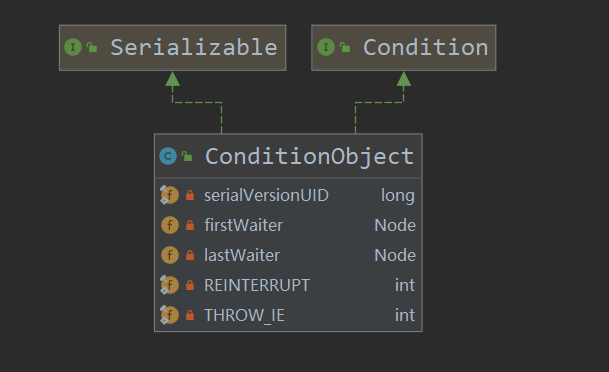 I Serializable
I Condition
C ConditionObject
f serialVersionUID long
f firstWaiter Node
f lastWaiter Node
f REINTERRUPT int
f THROW_IE int